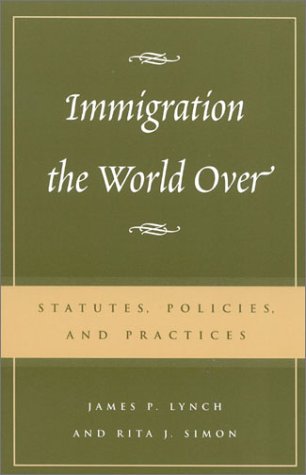 Immigration
the World Over
STATUTES, POLICIES,
AND PRACTICES
JAMES P. LYNCH
AND RITA J. SIMON